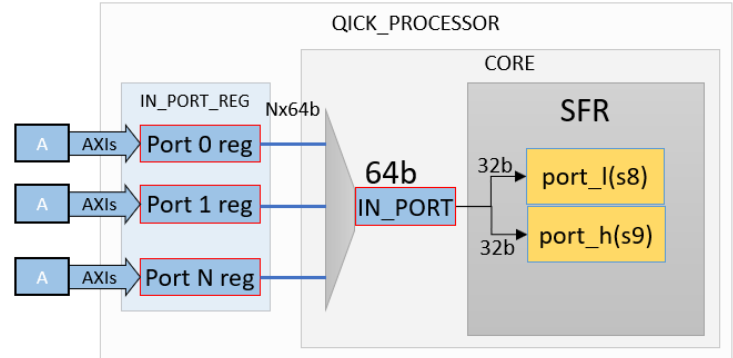 QICK_PROCESSOR
CORE
IN_PORT_REG
Nx64b
SFR
A
AXIs
Port 0 reg
64b
32b
port_l(s8)
A
AXIs
Port 1 reg
IN_PORT
port_h(s9)
32b
A
AXIs
Port N reg